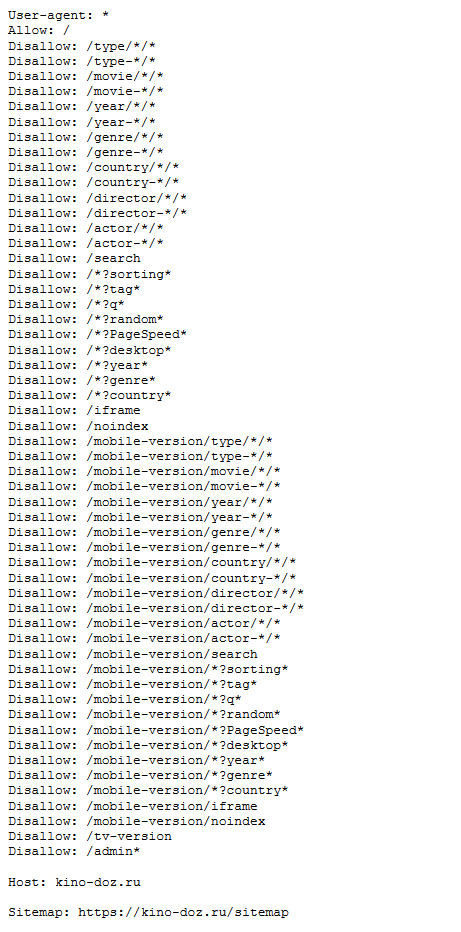 User-agent: *
Allow: /
Disallow: /type/*/*
Disallow: /type-*/*
Disallow: /movie/*/*
Disallow: /movie-*/*
Disallow: /year/*/*
Disallow: /year-*/*
Disallow: /genre/*/*
Disallow: /genre-*/*
Disallow: /country/*/*
Disallow: /country-*/*
Disallow: /director/*/*
Disallow: /director-*/*
Disallow: /actor/*/*
Disallow: /actor-*/*
Disallow: /search
Disallow: /*?sorting*
Disallow: /*?tag*
Disallow: /*?q*
Disallow: /*?random*
Disallow: /*?PageSpeed*
Disallow: /*?desktop*
Disallow: /*?year*
Disallow: /*?genre*
Disallow: /*?country*
Disallow: /iframe
Disallow: /noindex
Disallow: /mobile-version/type/*/*
Disallow: /mobile-version/type-*/*
Disallow: /mobile-version/movie/*/*
Disallow: /mobile-version/movie-*/*
Disallow: /mobile-version/year/*/*
Disallow: /mobile-version/year-*/*
Disallow: /mobile-version/genre/*/*
Disallow: /mobile-version/genre-*/*
Disallow: /mobile-version/country/*/*
Disallow: /mobile-version/country-*/*
Disallow: /mobile-version/director/*/*
Disallow: /mobile-version/director-*/*
Disallow: /mobile-version/actor/*/*
Disallow: /mobile-version/actor-*/*
Disallow: /mobile-version/search
Disallow: /mobile-version/*?sorting*
Disallow: /mobile-version/*?tag*
Disallow: /mobile-version/*?q*
Disallow: /mobile-version/*?random*
Disallow: /mobile-version/*?PageSpeed*
Disallow: /mobile-version/*?desktop*
Disallow: /mobile-version/*?year*
Disallow: /mobile-version/*?genre*
Disallow: /mobile-version/*?country*
Disallow: /mobile-version/iframe
Disallow: /mobile-version/noindex
Disallow: /tv-version
Disallow: /admin*
Host: kino-doz.ru
Sitemap: https://kino-doz.ru/sitemap